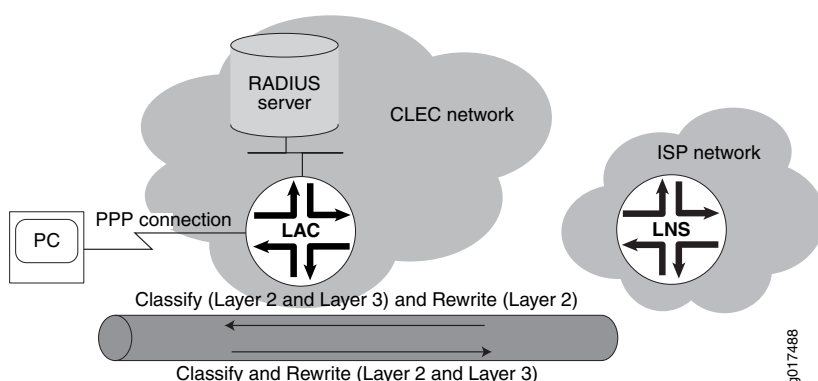 RADIUS
server
CLEC network
ISP network
PPP connection
PC
LAC
LNS
Classify (Layer 2 and Layer 3) and Rewrite (Layer 2)
Classify and Rewrite (Layer 2 and Layer 3)
g017488